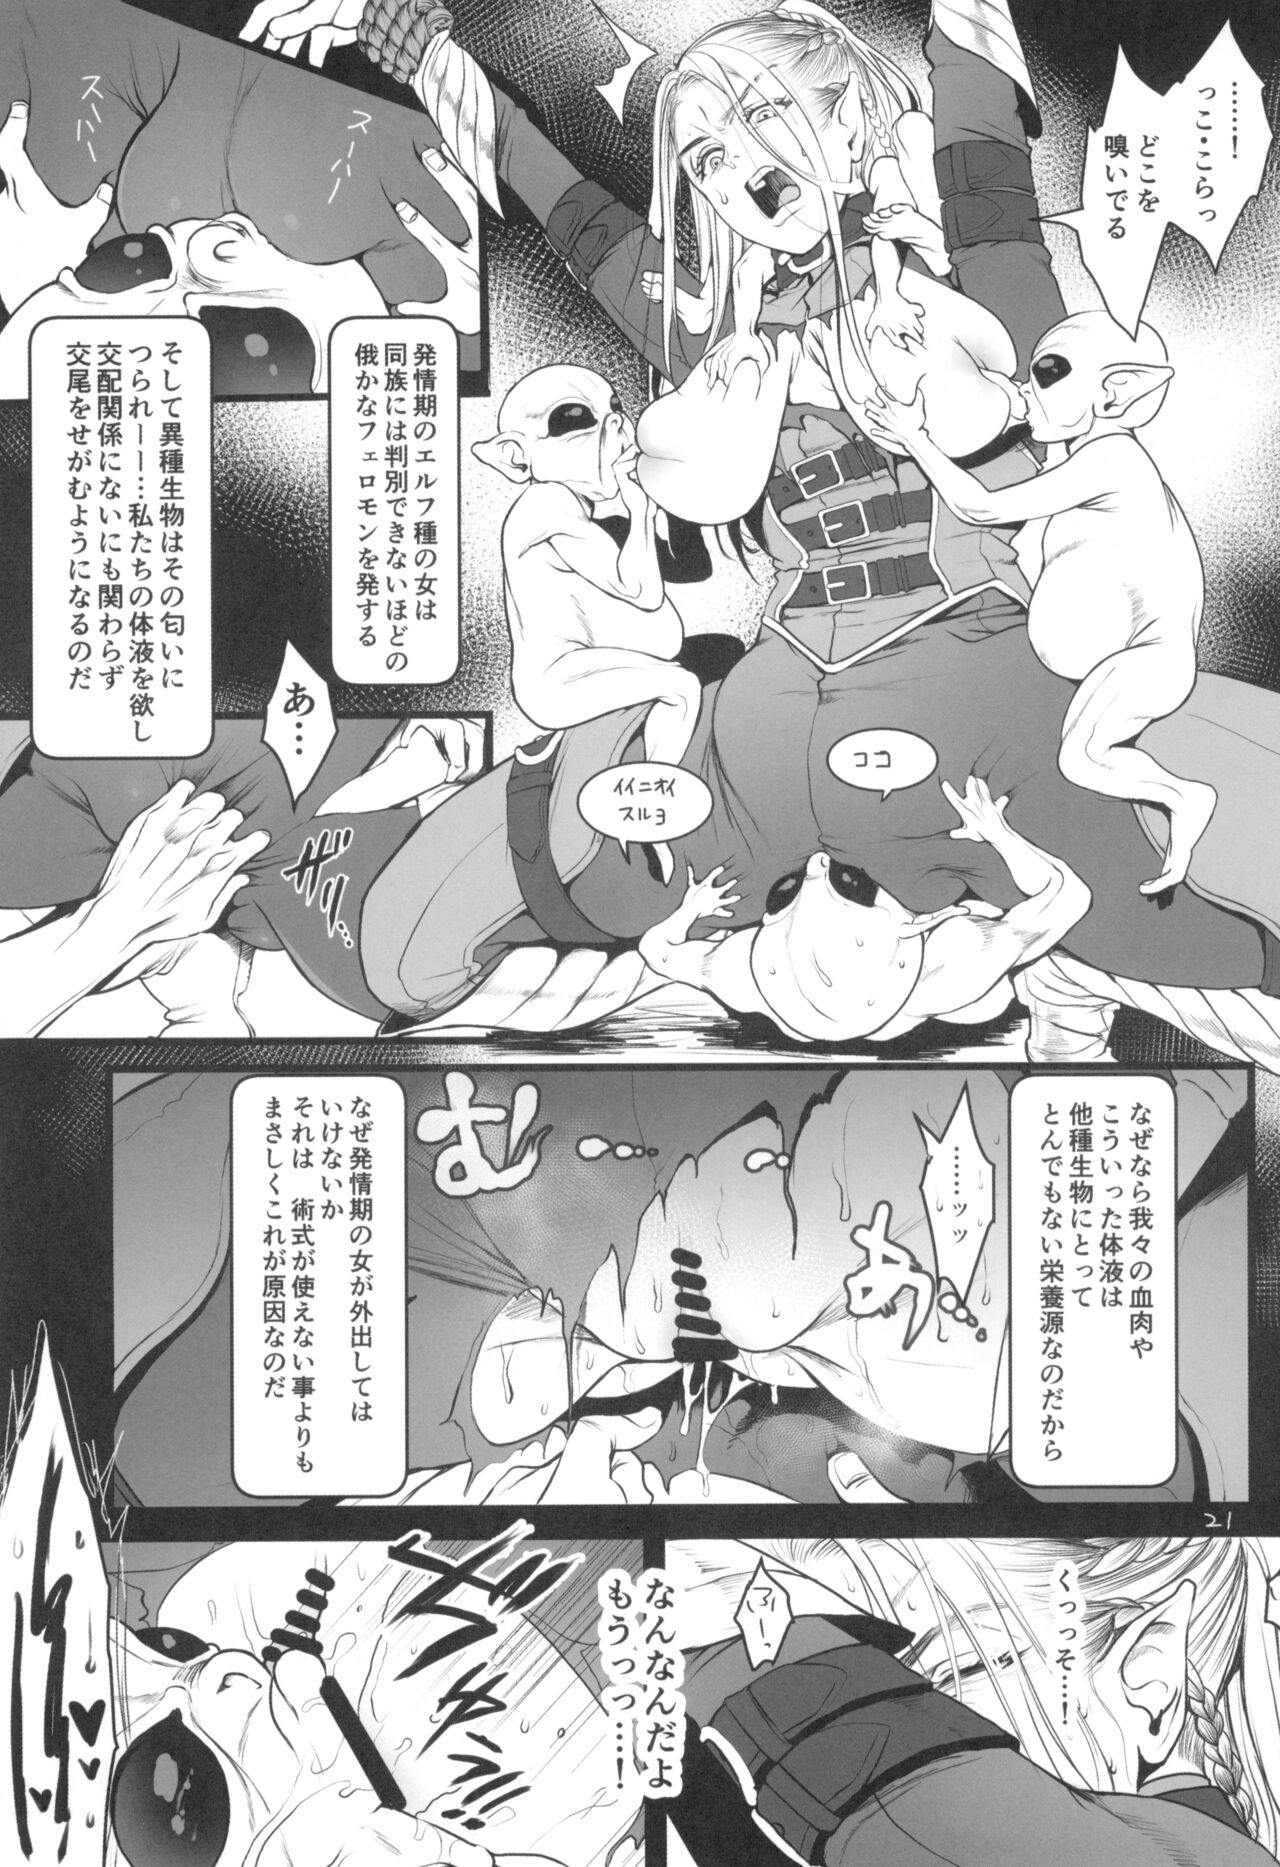 ……！
っこ・こらっ
どこを
嗅いでる
スーハー
スーハー
発情期のエルフ種の女は
同族には判別できないほどの
俄かなフェロモンを発する
そして異種生物はその匂いに
つられーー…私たちの体液を欲し
交配関係にないにも関わらず
交尾をせがむようになるのだ
ココ
イイニオイ
スルヨ
あ…
ザリ…
なぜなら我々の血肉や
こういった体液は
他種生物にとって
とんでもない栄養源なのだから
……ッッ
なぜ発情期の女が外出しては
いけないか
それは　術式が使えない事よりも
まさしくこれが原因なのだ
21
くっっそ…！
なんなんだよ
もうっっ…！